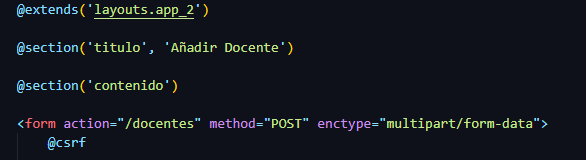 @extends('layouts.app_2')
@section('titulo', 'Añadir Docente')
@section('contenido')
<form action="/docentes" method="POST" enctype="multipart/form-data">
@csrf